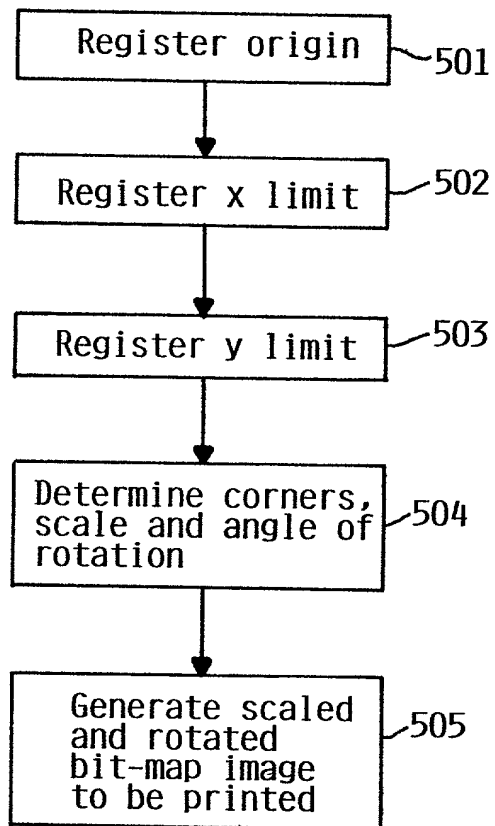 Register origin
501
Register x limit
502
Register y limit
503
Determine corners,
scale and angle of
rotation
504
Generate scaled
and rotated
bit-map image
to be printed
505